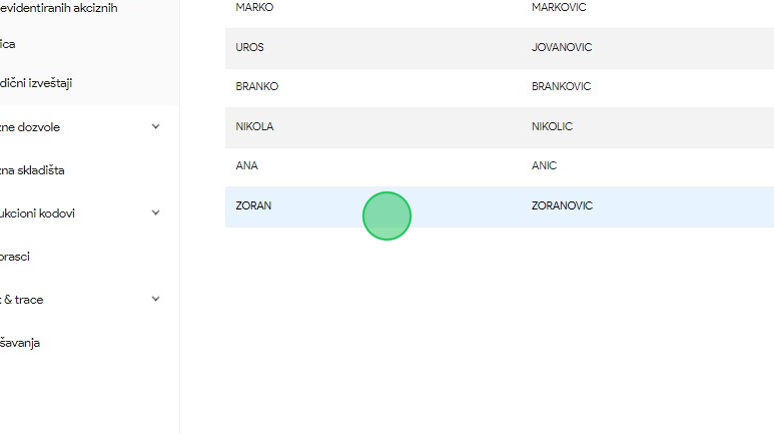 evidentiranih akciznih
ica
dični izveštaji
zne dozvole
zna skladišta
ukcioni kodovi
orasci
& trace
šavanja
MARKO MARKOVIC
UROS JOVANOVIC
BRANKO BRANKOVIC
NIKOLA NIKOLIC
ANA ANIC
ZORAN ZORANOVIC